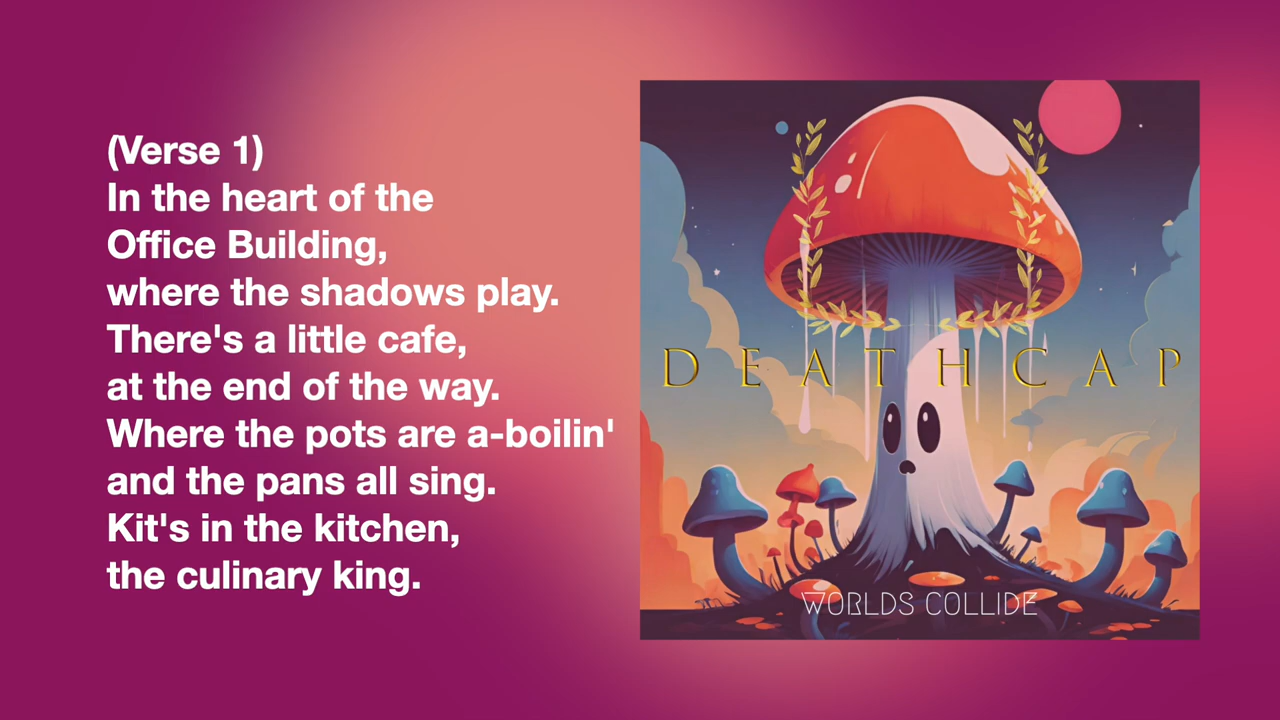 (Verse 1)
In the heart of the
Office Building,
where the shadows play.
There's a little cafe,
at the end of the way.
Where the pots are a-boilin'
and the pans all sing.
Kit's in the kitchen,
the culinary king.
DEATHCAP
WORLDS COLLIDE